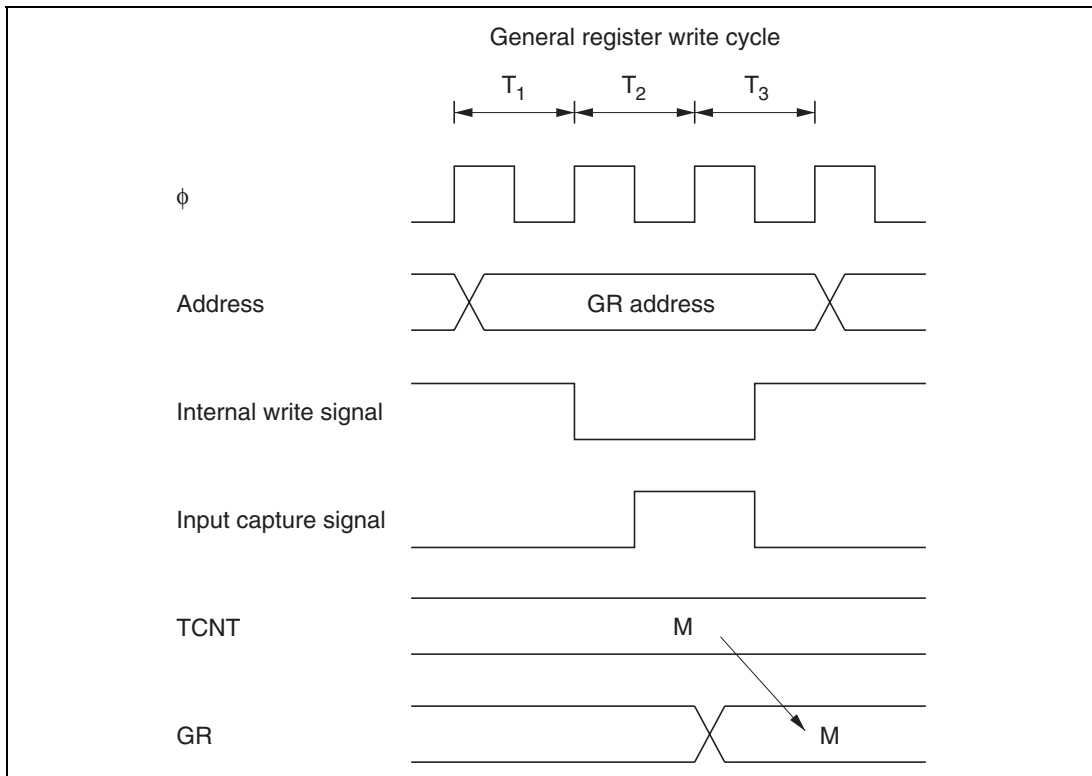 General register write cycle
T1 T2 T3
φ
Address GR address
Internal write signal
Input capture signal
TCNT M
GR M